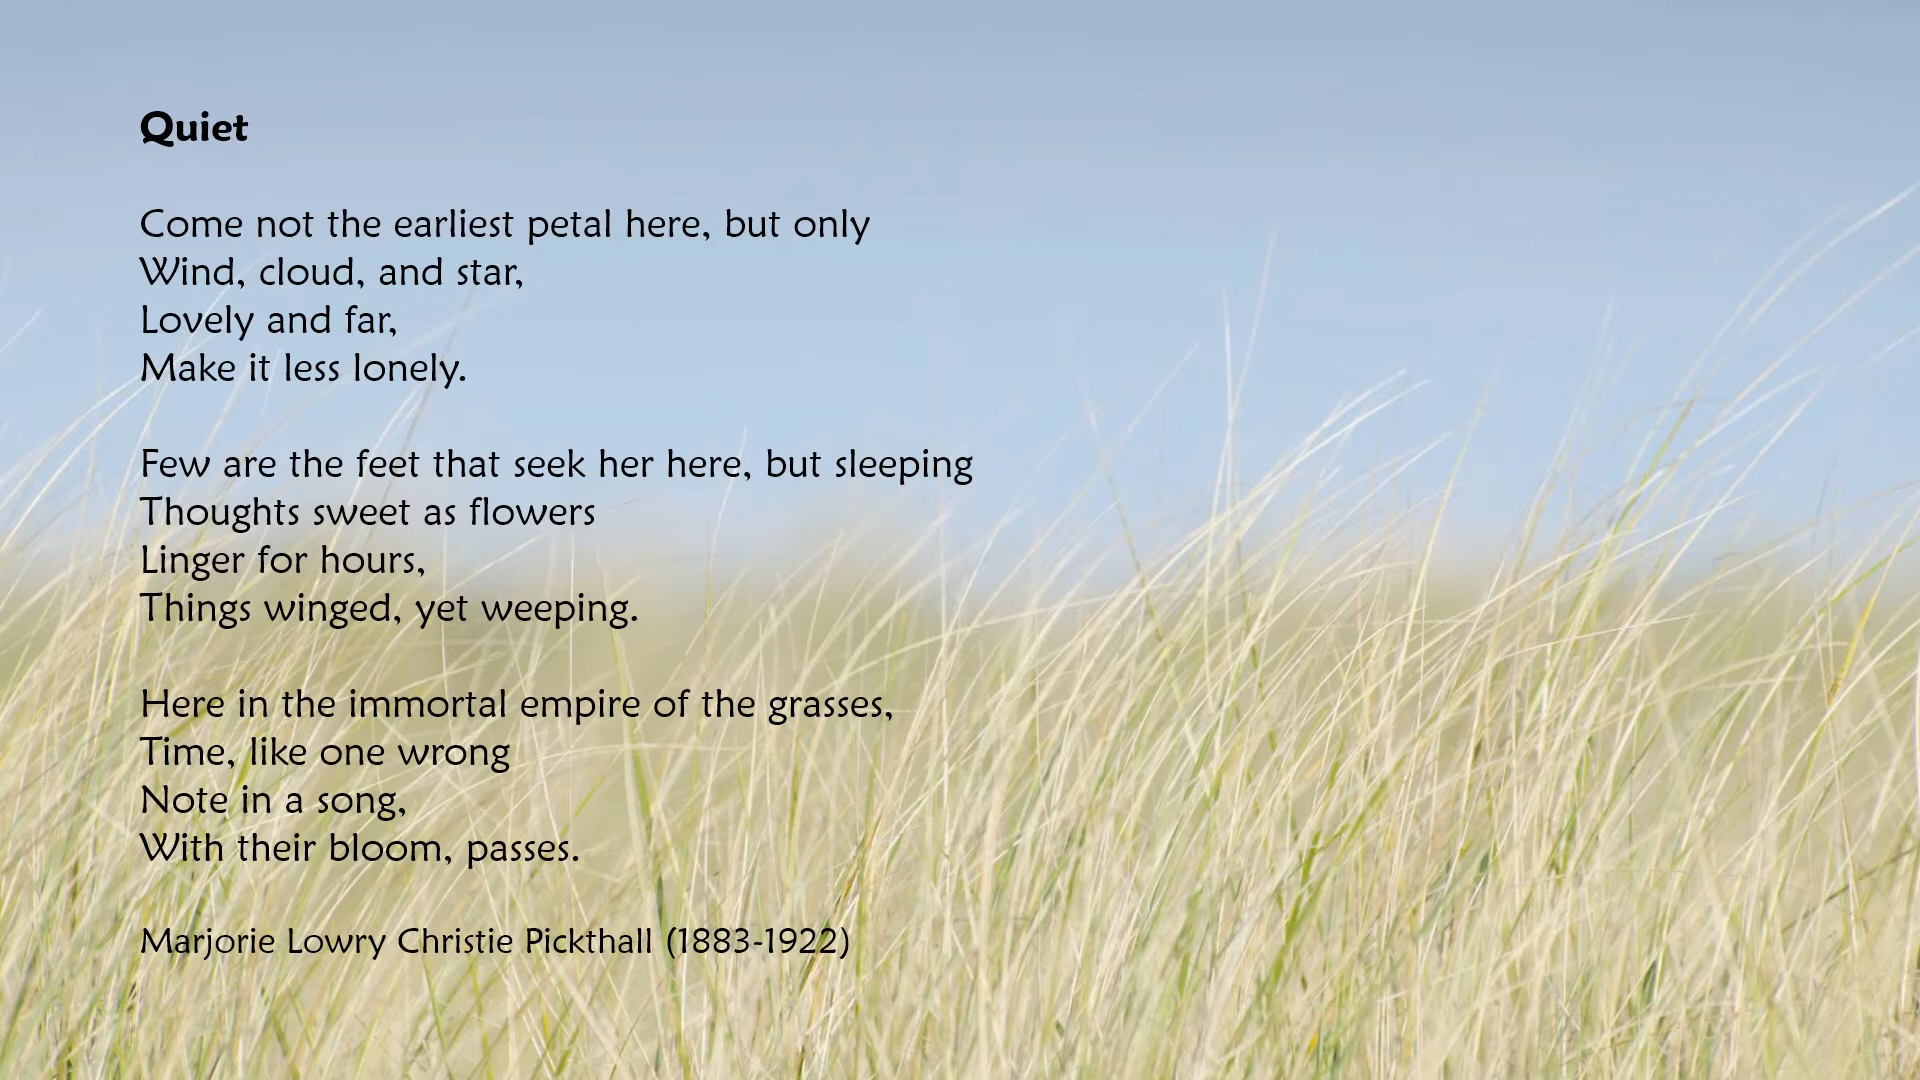 Quiet
Come not the earliest petal here, but only
Wind, cloud, and star,
Lovely and far,
Make it less lonely.
Few are the feet that seek her here, but sleeping
Thoughts sweet as flowers
Linger for hours,
Things winged, yet weeping.
Here in the immortal empire of the grasses,
Time, like one wrong
Note in a song,
With their bloom, passes.
Marjorie Lowry Christie Pickthall (1883-1922)